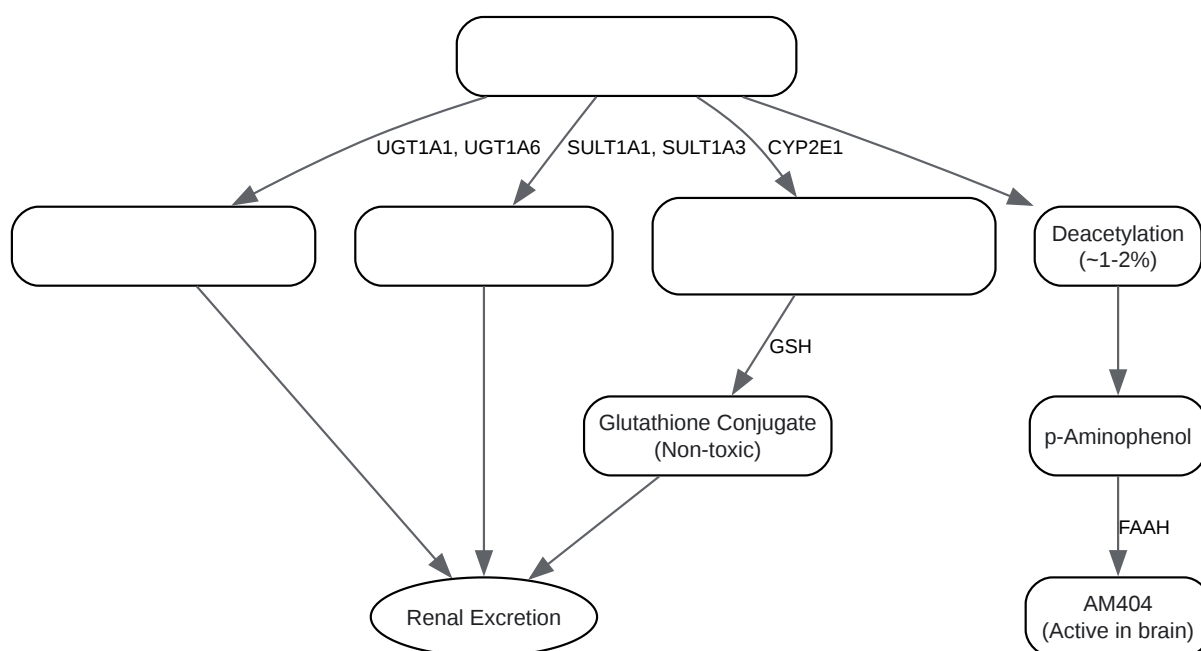 UGT1A1, UGT1A6
SULT1A1, SULT1A3
CYP2E1
Deacetylation
(~1-2%)
GSH
Glutathione Conjugate
(Non-toxic)
p-Aminophenol
FAAH
Renal Excretion
AM404
(Active in brain)